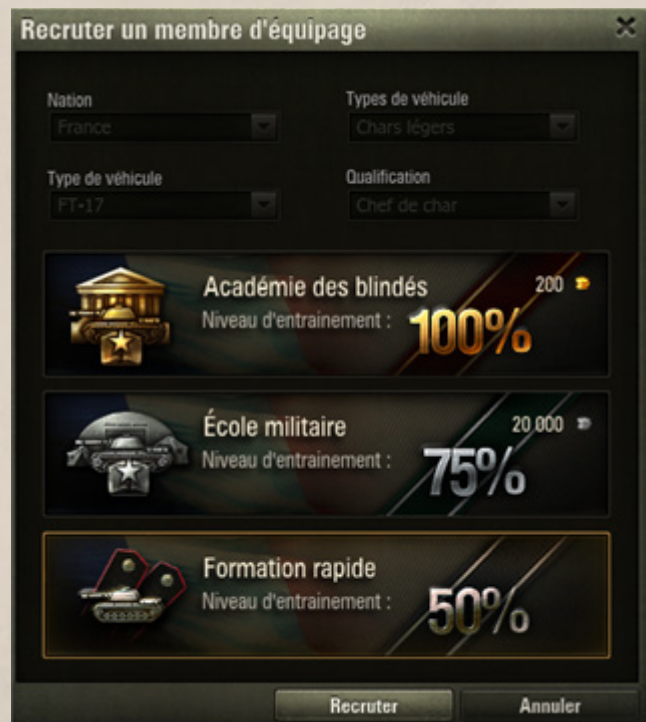 Recruter un membre d'équipage
Nation
Types de véhicule
France
Chars légers
Type de véhicule
Qualification
FT-17
Chef de char
Académie des blindés
200
Niveau d'entrainement :
100%
École militaire
20 000
Niveau d'entrainement :
75%
Formation rapide
Niveau d'entrainement :
50%
Recruter
Annuler